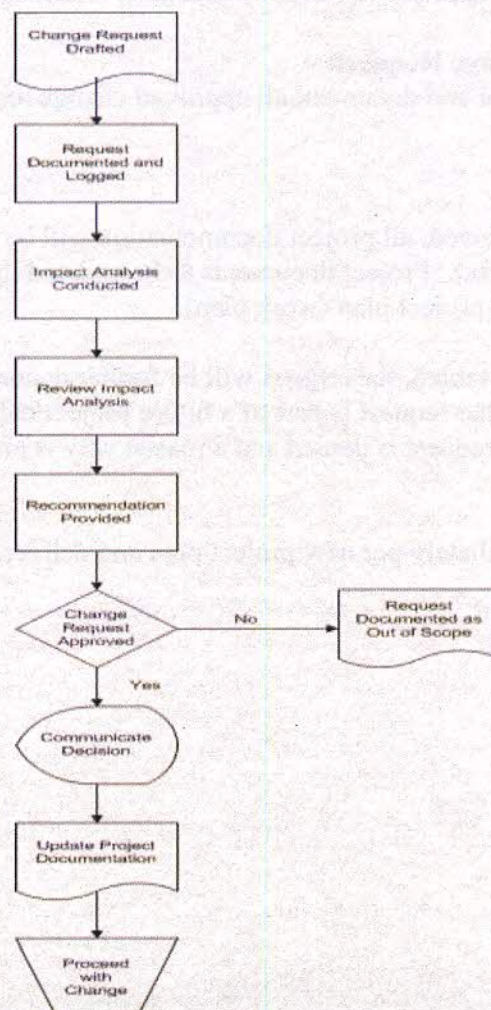 Change Request
Drafted
Request
Documented and
Logged
Impact Analysis
Conducted
Review Impact
Analysis
Recommendation
Provided
Change
Request
Approved
No
Request
Documented as
Out of Scope
Yes
Communicate
Decision
Update Project
Documentation
Proceed
with
Change